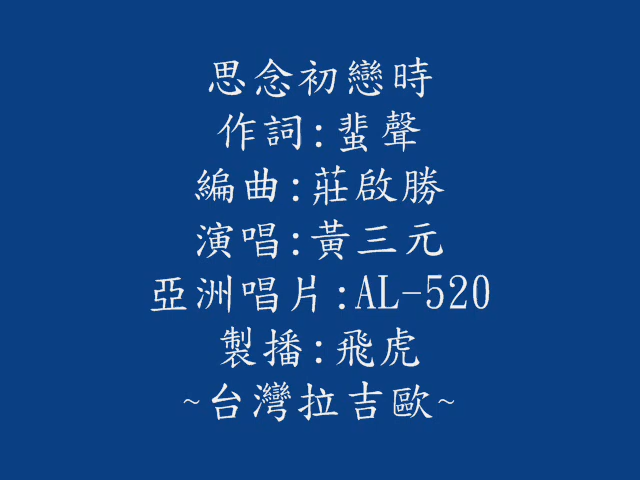 思念初戀時
作詞:蜚聲
編曲:莊啟勝
演唱:黃三元
亞洲唱片:AL-520
製播:飛虎
~台灣拉吉歐~